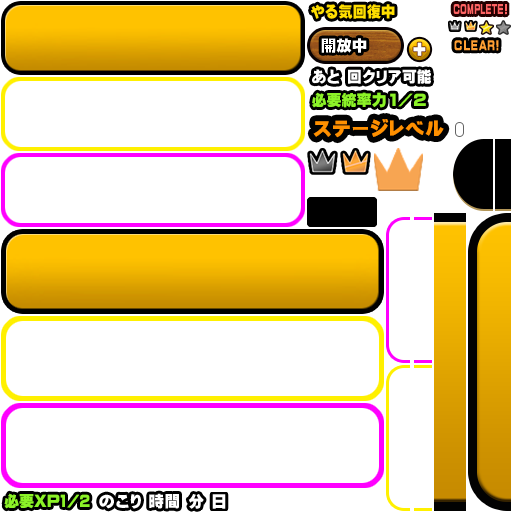 やる気回復中
COMPLETE!
開放中
CLEAR!
あと 回クリア可能
必要統率力1/2
ステージレベル
必要XP1/2 のこり 時間 分 日